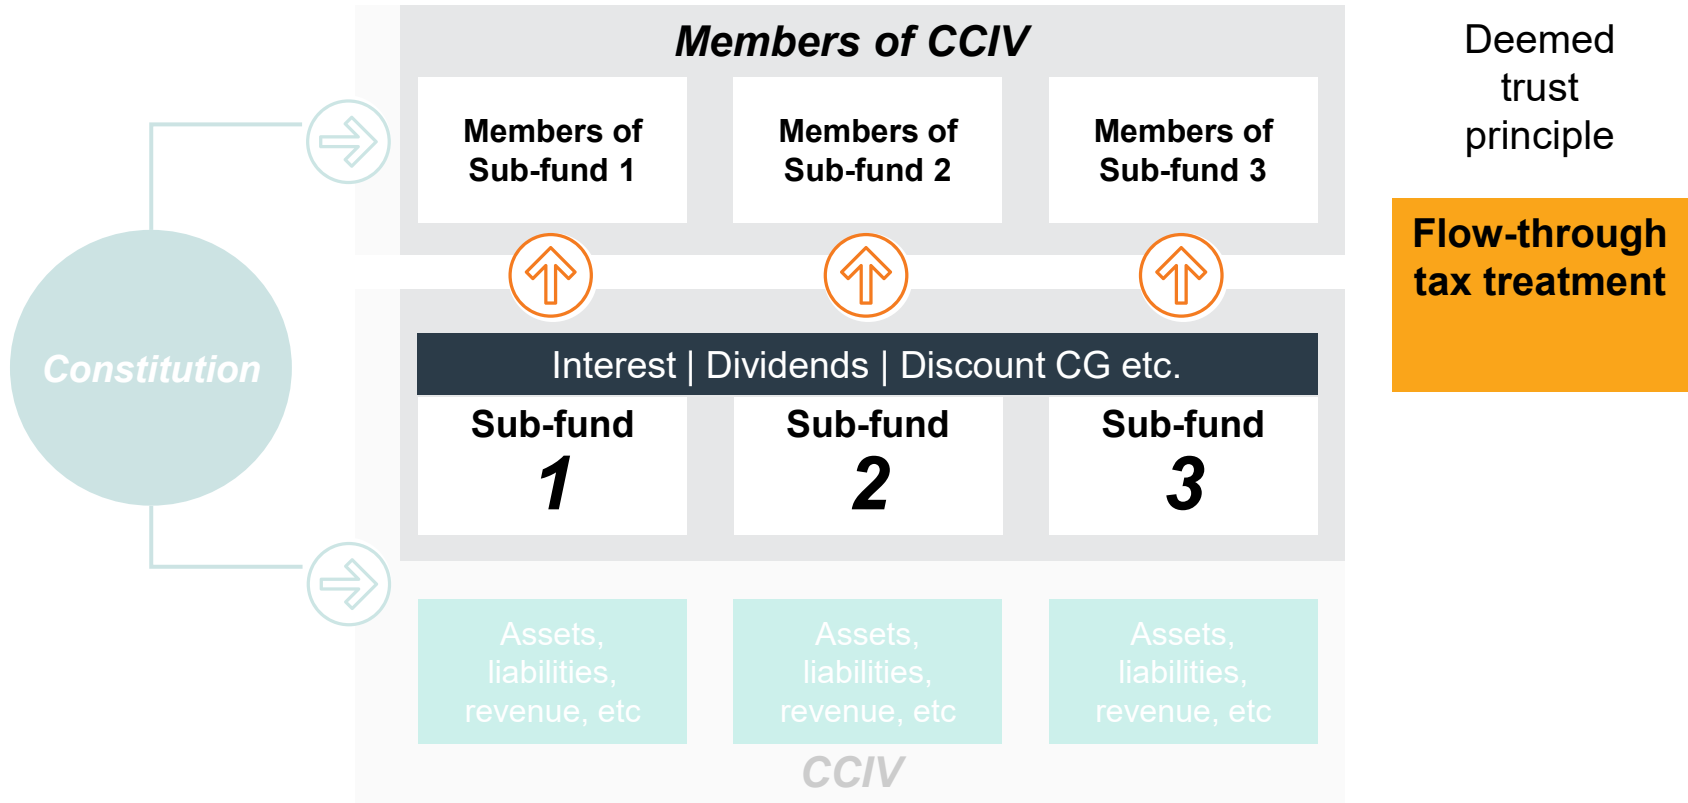 Members of CCIV
Deemed
trust
principle
Members of
Sub-fund 1
Members of
Sub-fund 2
Members of
Sub-fund 3
Flow-through
tax treatment
Constitution
Interest | Dividends | Discount CG etc.
Sub-fund
1
Sub-fund
2
Sub-fund
3
Assets,
liabilities,
revenue, etc
Assets,
liabilities,
revenue, etc
Assets,
liabilities,
revenue, etc
CCIV